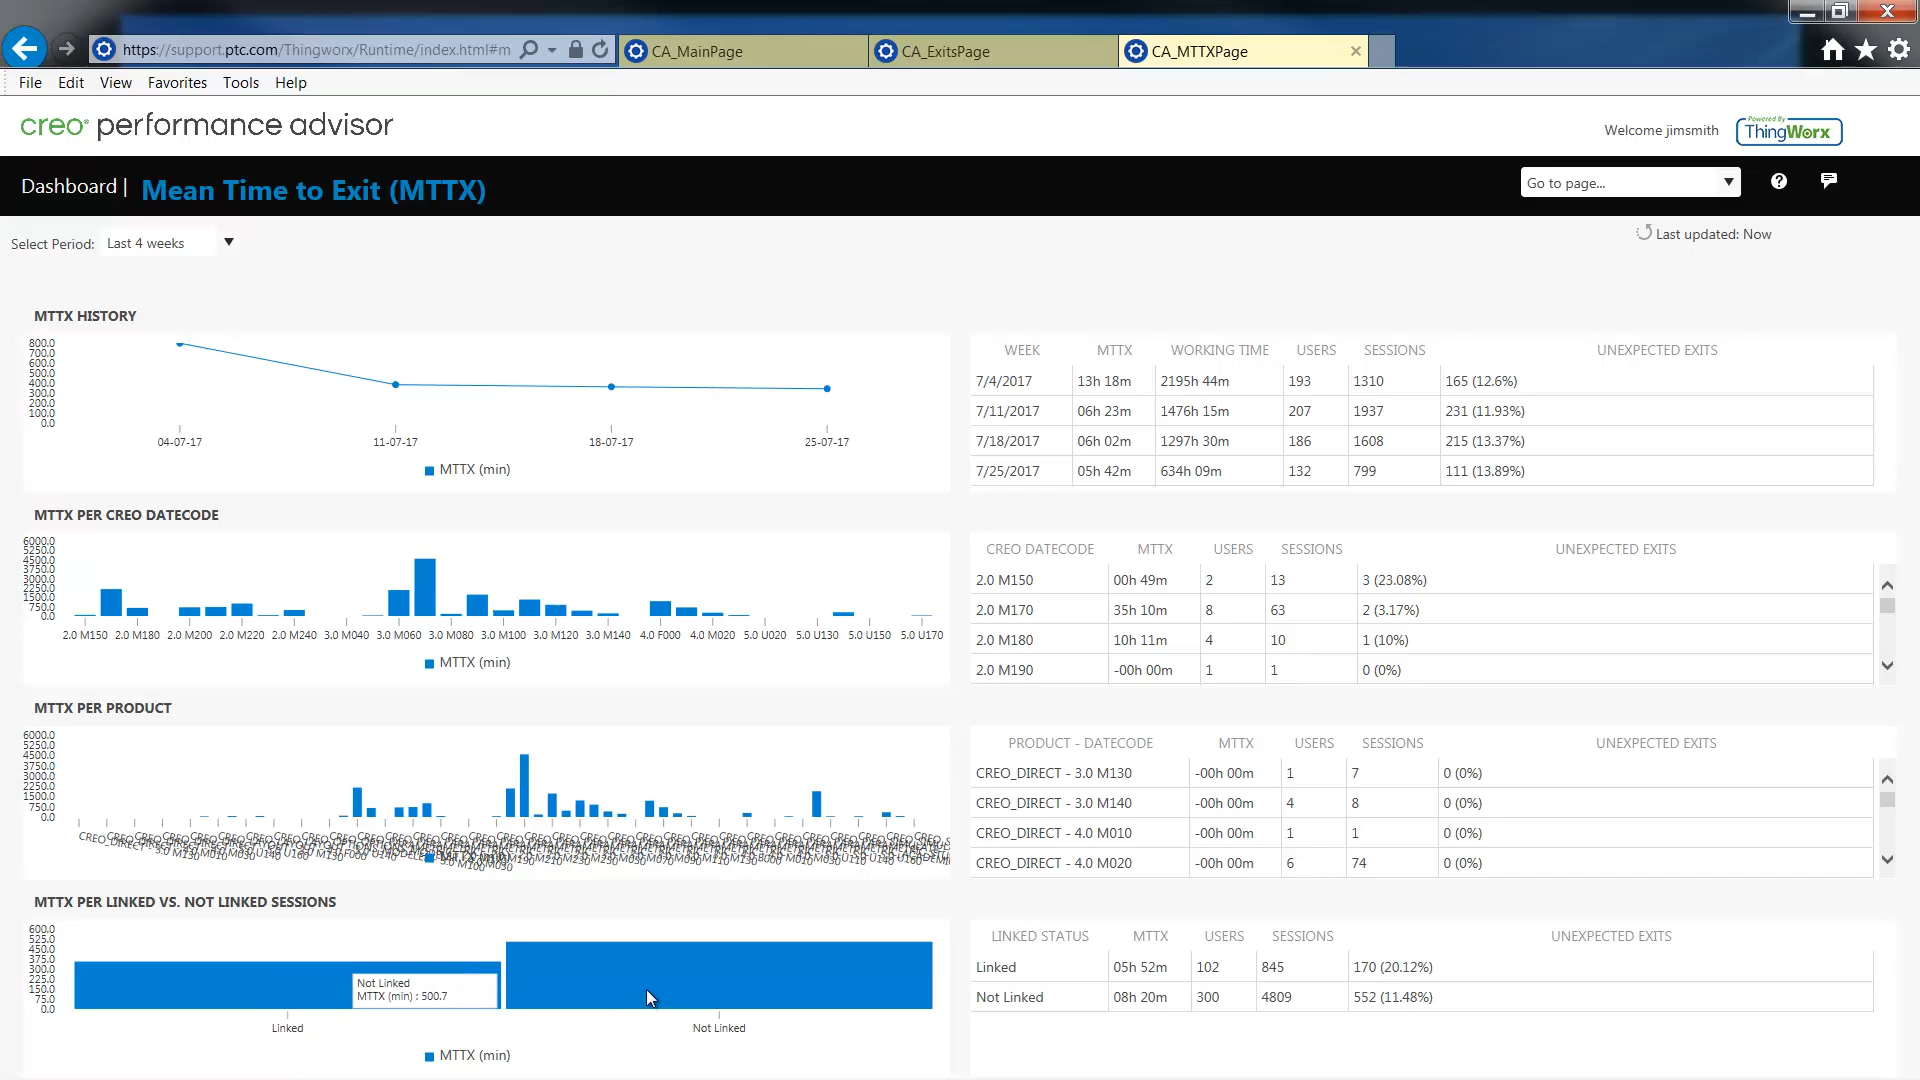 https://support.ptc.com/Thingworx/Runtime/index.html#m
CA_MainPage
CA_ExitsPage
CA_MTTXPage
File Edit View Favorites Tools Help
creo performance advisor
Welcome jimsmith
Powered By
ThingWorx
Dashboard | Mean Time to Exit (MTTX)
Go to page...
Select Period: Last 4 weeks
Last updated: Now
MTTX HISTORY
800.0
700.0
600.0
500.0
400.0
300.0
200.0
100.0
0.0
04-07-17 11-07-17 18-07-17 25-07-17
MTTX (min)
WEEK MTTX WORKING TIME USERS SESSIONS UNEXPECTED EXITS
7/4/2017 13h 18m 2195h 44m 193 1310 165 (12.6%)
7/11/2017 06h 23m 1476h 15m 207 1937 231 (11.93%)
7/18/2017 06h 02m 1297h 30m 186 1608 215 (13.37%)
7/25/2017 05h 42m 634h 09m 132 799 111 (13.89%)
MTTX PER CREO DATECODE
6000.0
5250.0
4500.0
3750.0
3000.0
2250.0
1500.0
750.0
0.0
2.0 M150 2.0 M180 2.0 M200 2.0 M220 2.0 M240 3.0 M040 3.0 M060 3.0 M080 3.0 M100 3.0 M120 3.0 M140 4.0 F000 4.0 M020 5.0 U020 5.0 U130 5.0 U150 5.0 U170
MTTX (min)
CREO DATECODE MTTX USERS SESSIONS UNEXPECTED EXITS
2.0 M150 00h 49m 2 13 3 (23.08%)
2.0 M170 35h 10m 8 63 2 (3.17%)
2.0 M180 10h 11m 4 10 1 (10%)
2.0 M190 -00h 00m 1 1 0 (0%)
MTTX PER PRODUCT
6000.0
5250.0
4500.0
3750.0
3000.0
2250.0
1500.0
750.0
0.0
PRODUCT - DATECODE MTTX USERS SESSIONS UNEXPECTED EXITS
CREO_DIRECT - 3.0 M130 -00h 00m 1 7 0 (0%)
CREO_DIRECT - 3.0 M140 -00h 00m 4 8 0 (0%)
CREO_DIRECT - 4.0 M010 -00h 00m 1 1 0 (0%)
CREO_DIRECT - 4.0 M020 -00h 00m 6 74 0 (0%)
MTTX PER LINKED VS. NOT LINKED SESSIONS
600.0
525.0
450.0
375.0
300.0
225.0
150.0
75.0
0.0
Not Linked
MTTX (min) : 500.7
Linked Not Linked
MTTX (min)
LINKED STATUS MTTX USERS SESSIONS UNEXPECTED EXITS
Linked 05h 52m 102 845 170 (20.12%)
Not Linked 08h 20m 300 4809 552 (11.48%)